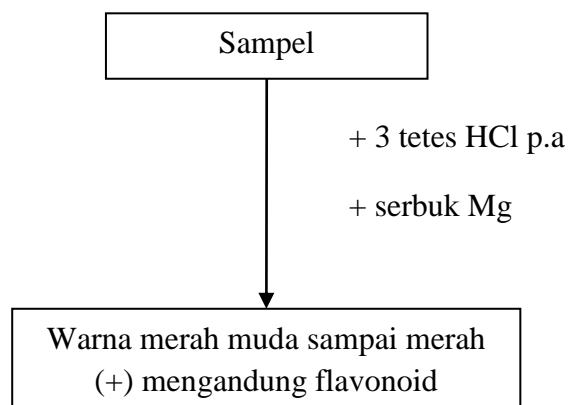 Sampel
+ 3 tetes HCl p.a
+ serbuk Mg
Warna merah muda sampai merah
(+) mengandung flavonoid